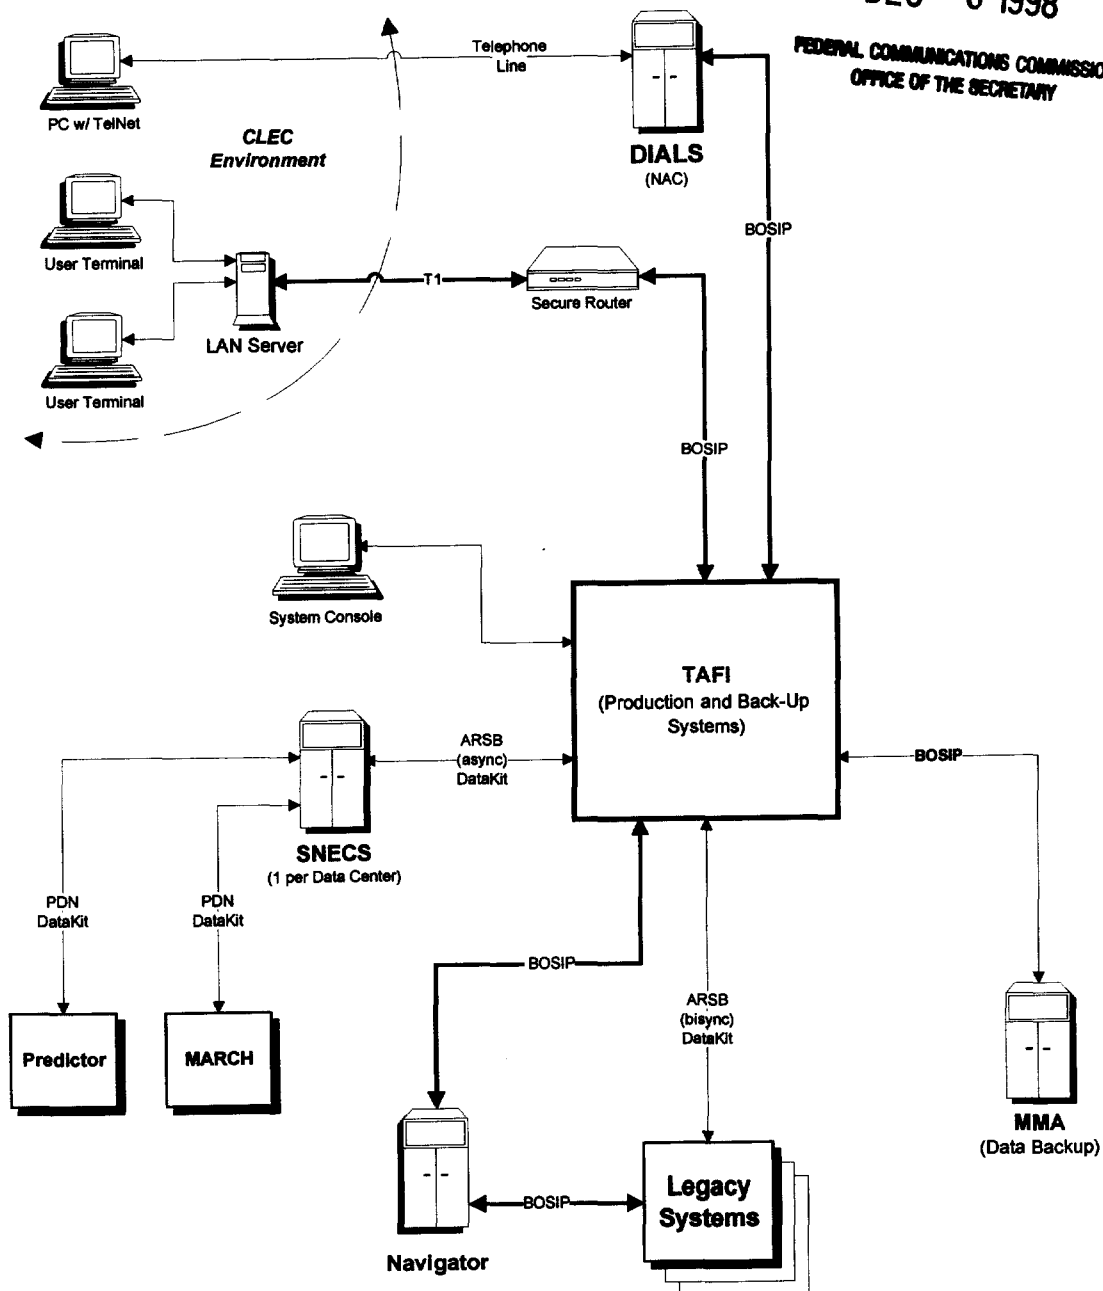 1998
FEDERAL COMMUNICATIONS COMMISSIO
OFFICE OF THE SECRETARY
Telephone
Line
PC w/ TelNet
CLEC
Environment
DIALS
(NAC)
BOSIP
User Terminal
T1
Secure Router
LAN Server
User Terminal
BOSIP
System Console
TAFI
(Production and Back-Up
Systems)
ARSB
(async)
DataKit
BOSIP
SNECS
(1 per Data Center)
PDN
DataKit
PDN
DataKit
BOSIP
ARSB
(bisync)
DataKit
Predictor
MARCH
MMA
(Data Backup)
Legacy
Systems
BOSIP
Navigator